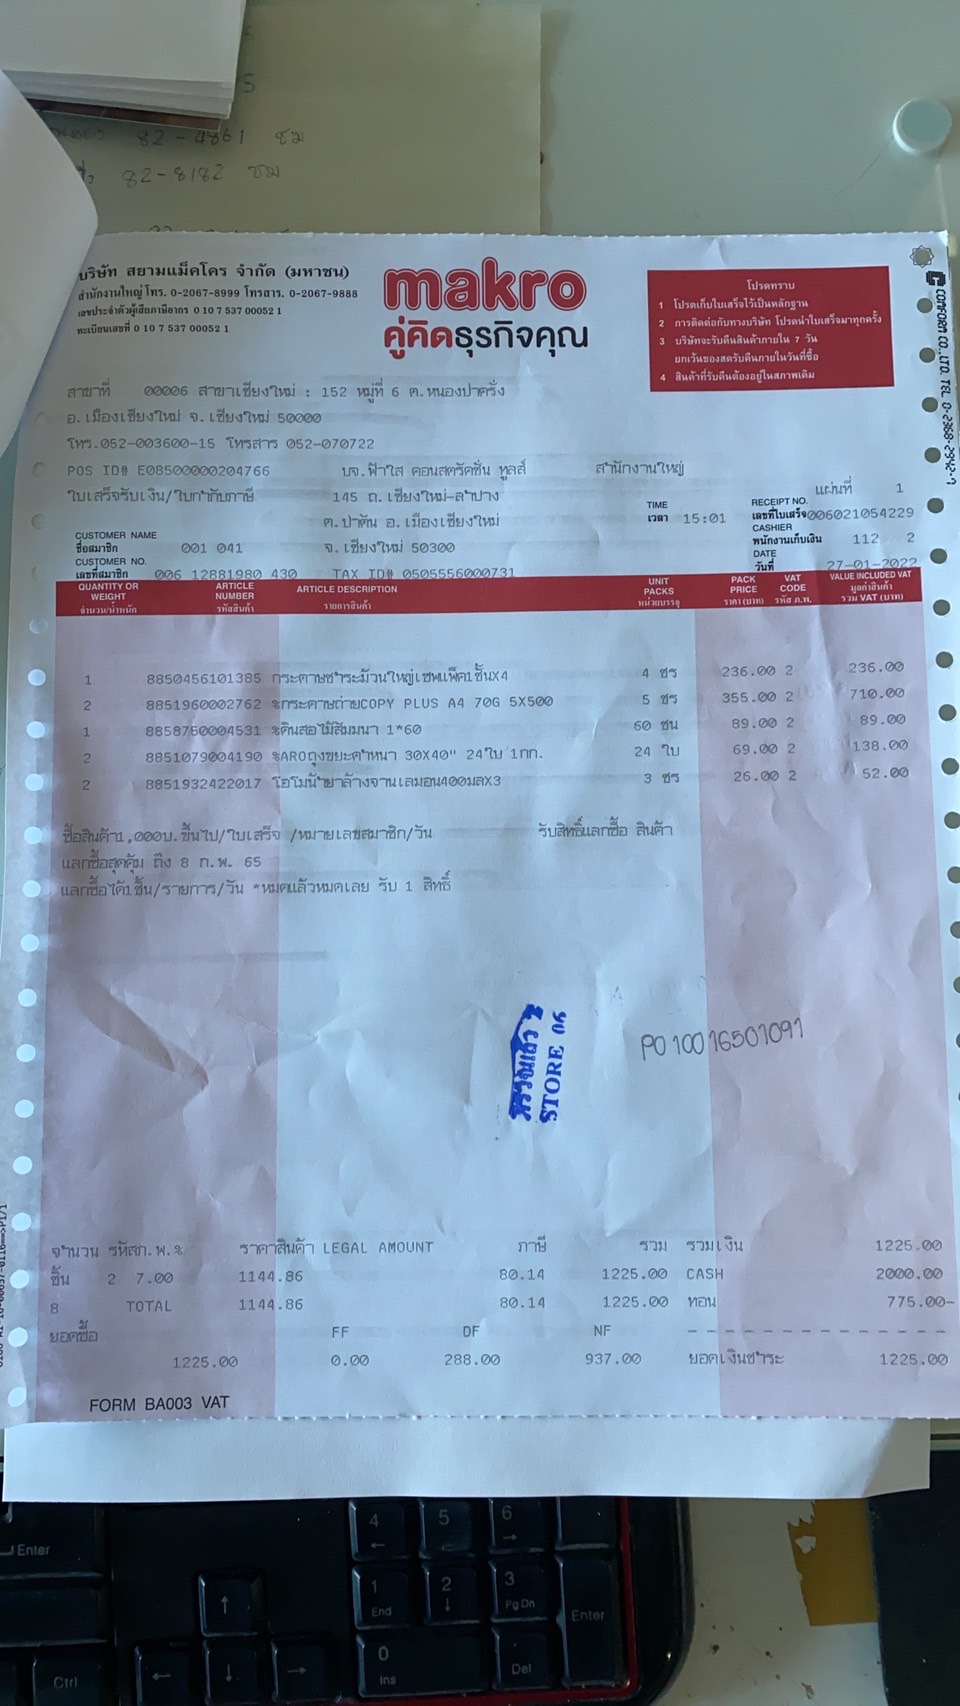 5
82-4861 ชม
82-8182 ชม
บริษัท สยามแม็คโคร จำกัด (มหาชน)
สำนักงานใหญ่ โทร. 0-2067-8999 โทรสาร. 0-2067-9888
เลขประจำตัวผู้เสียภาษีอากร 0 10 7 537 00052 1
ทะเบียนเลขที่ 0 10 7 537 00052 1
makro
คู่คิดธุรกิจคุณ
โปรดทราบ
1 โปรดเก็บใบเสร็จไว้เป็นหลักฐาน
2 การติดต่อกับทางบริษัท โปรดนำใบเสร็จมาทุกครั้ง
3 บริษัทจะรับคืนสินค้าภายใน 7 วัน
ยกเว้นของสดรับคืนภายในวันที่ซื้อ
4 สินค้าที่รับคืนต้องอยู่ในสภาพเดิม
สาขาที่ 00006 สาขาเชียงใหม่ : 152 หมู่ที่ 6 ต.หนองป่าครั่ง
อ.เมืองเชียงใหม่ จ.เชียงใหม่ 50000
โทร.052-003600-15 โทรสาร 052-070722
POS ID# E08500000204766 บจ.ฟ้าใส คอนสตรัคชั่น ทูลส์ สำนักงานใหญ่
ใบเสร็จรับเงิน/ใบกำกับภาษี 145 ถ.เชียงใหม่-ลำปาง
แผ่นที่ 1
ต.ป่าตัน อ.เมืองเชียงใหม่
TIME
เวลา 15:01
RECEIPT NO.
เลขที่ใบเสร็จ 006021054229
CUSTOMER NAME
ชื่อสมาชิก 001 041 จ.เชียงใหม่ 50300
CASHIER
พนักงานเก็บเงิน 112 2
CUSTOMER NO.
เลขที่สมาชิก 006 12881980 430 TAX ID# 0505556000731
DATE
วันที่ 27-01-2022
QUANTITY OR WEIGHT ARTICLE NUMBER ARTICLE DESCRIPTION UNIT PACKS PACK PRICE VAT CODE VALUE INCLUDED VAT
จำนวน/น้ำหนัก รหัสสินค้า รายการสินค้า หน่วยบรรจุ ราคา (บาท) รหัส ภ.พ. มูลค่าสินค้า รวม VAT (บาท)
1 8850456101385 กระดาษชำระม้วนใหญ่เซพแพ็ค1ชั้นX4 4 ชร 236.00 2 236.00
2 8851960002762 %กระดาษถ่ายCOPY PLUS A4 70G 5X500 5 ชร 355.00 2 710.00
1 8858760004531 %ดินสอไม้สัมมนา 1*60 60 ชน 89.00 2 89.00
2 8851079004190 %AROถุงขยะดำหนา 30X40" 24ใบ 1กก. 24 ใบ 69.00 2 138.00
2 8851932422017 โอโมน้ำยาล้างจานเลมอน400มลX3 3 ชร 26.00 2 52.00
ซื้อสินค้า1,000บ.ขึ้นไป/ใบเสร็จ /หมายเลขสมาชิก/วัน รับสิทธิ์แลกซื้อ สินค้า
แลกซื้อสุดคุ้ม ถึง 8 ก.พ. 65
แลกซื้อได้1ชิ้น/รายการ/วัน *หมดแล้วหมดเลย รับ 1 สิทธิ์
STORE 06
PO 10016501091
จำนวน รหัสภ.พ.% ราคาสินค้า LEGAL AMOUNT ภาษี รวม รวมเงิน 1225.00
ชิ้น 2 7.00 1144.86 80.14 1225.00 CASH 2000.00
8 TOTAL 1144.86 80.14 1225.00 ทอน 775.00-
ยอดซื้อ FF DF NF
1225.00 0.00 288.00 937.00 ยอดเงินชำระ 1225.00
FORM BA003 VAT
4 5 6
Enter
1 2 3
End PgDn Enter
0
Ins Del
Ctrl